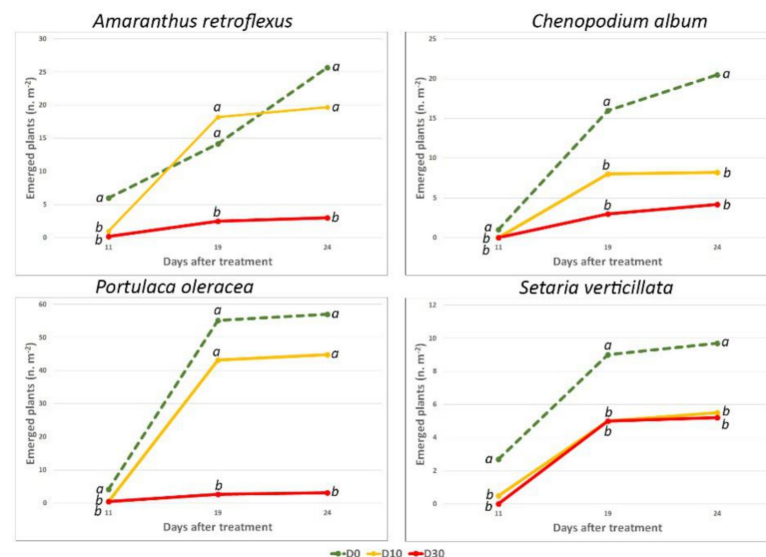 Amaranthus retroflexus
30
25
20
15
10
5
0
Emerged plants (n. m⁻²)
a
b
b
a
a
b
a
a
b
11
19
24
Days after treatment
Chenopodium album
25
20
15
10
5
0
Emerged plants (n. m⁻²)
a
b
b
a
b
b
a
b
b
11
19
24
Days after treatment
Portulaca oleracea
60
50
40
30
20
10
0
Emerged plants (n. m⁻²)
a
b
b
a
a
b
a
a
b
11
19
24
Days after treatment
Setaria verticillata
12
10
8
6
4
2
0
Emerged plants (n. m⁻²)
a
b
b
a
b
b
a
b
b
11
19
24
Days after treatment
D0 D10 D30